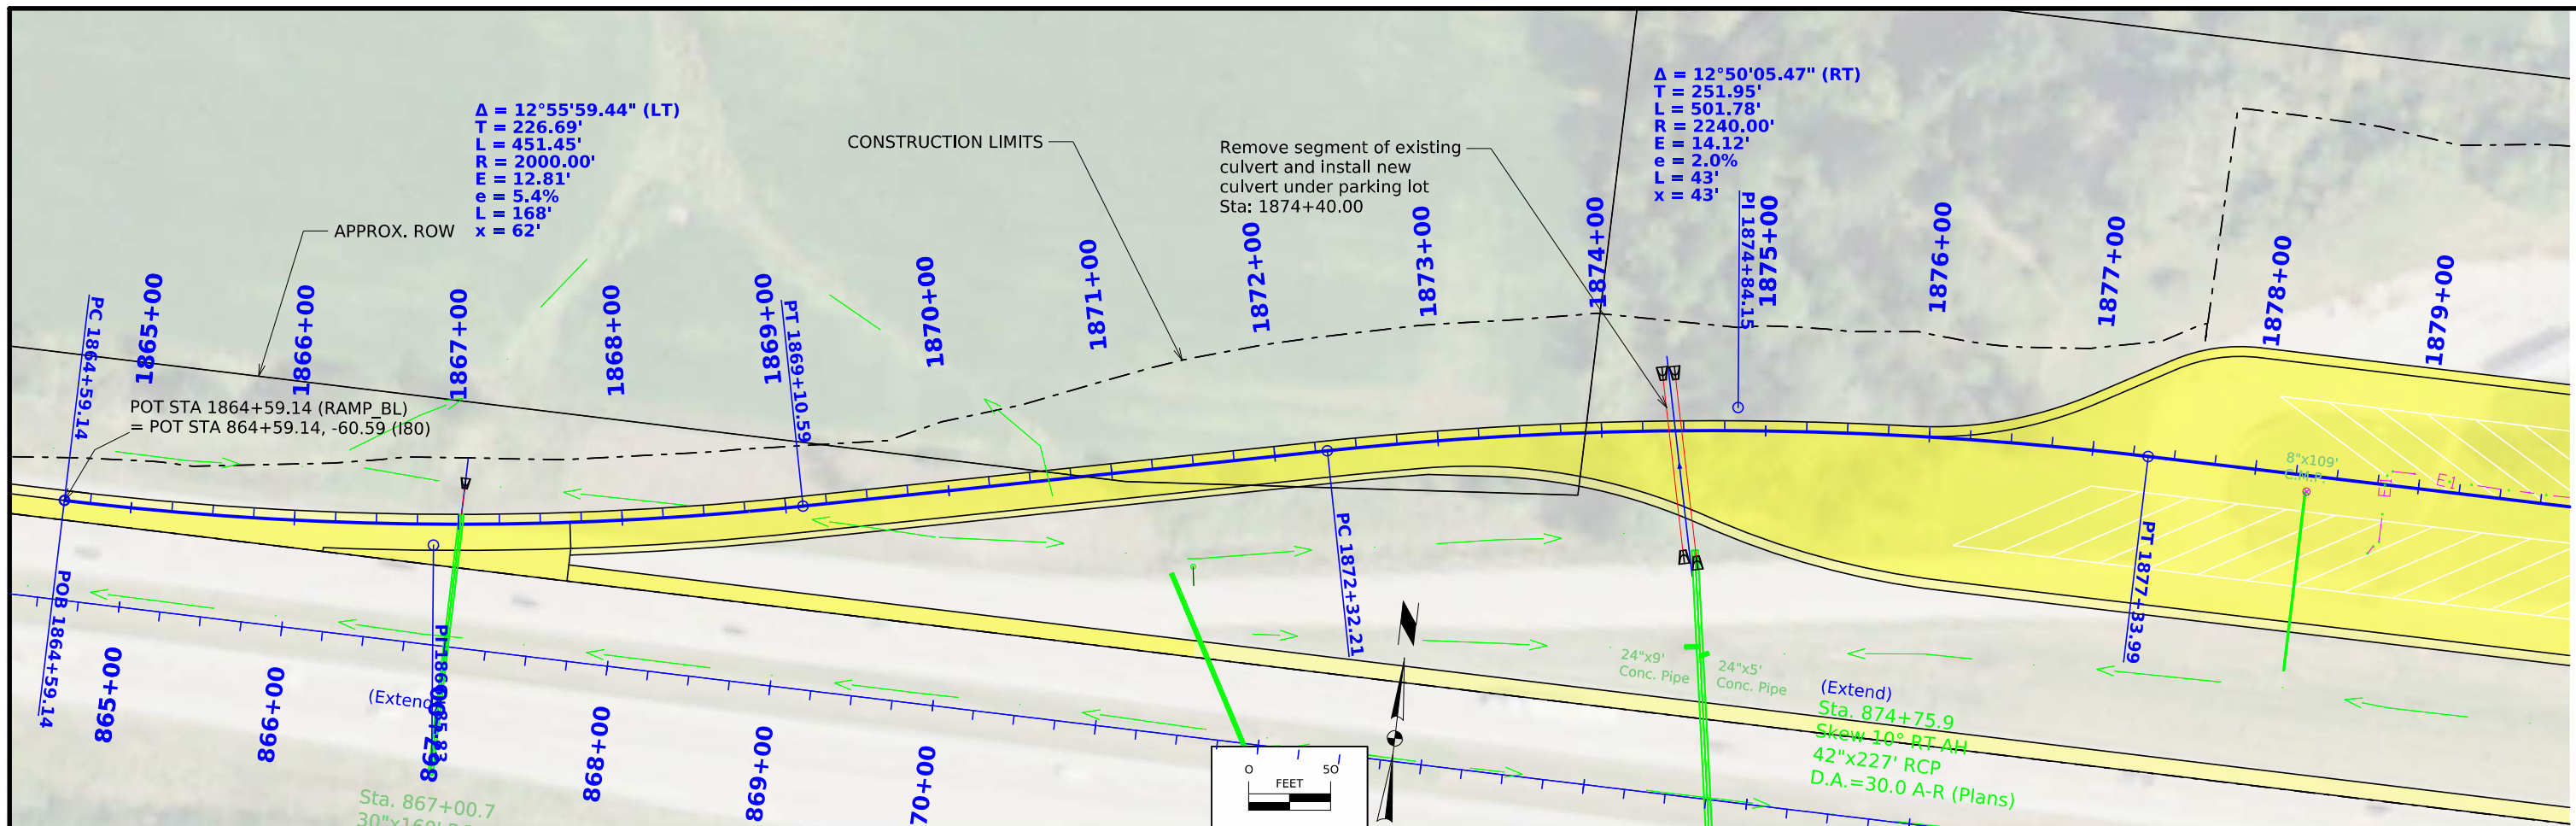 Δ = 12°55'59.44" (LT)
T = 226.69'
L = 451.45'
R = 2000.00'
E = 12.81'
e = 5.4%
L = 168'
x = 62'
Δ = 12°50'05.47" (RT)
T = 251.95'
L = 501.78'
R = 2240.00'
E = 14.12'
e = 2.0%
L = 43'
x = 43'
CONSTRUCTION LIMITS
Remove segment of existing
culvert and install new
culvert under parking lot
Sta: 1874+40.00
APPROX. ROW
PC 1864+59.14
1865+00
1866+00
1867+00
1868+00
1869+00
PT 1869+10.59
1870+00
1871+00
1872+00
1873+00
1874+00
PI 1874+84.15
1875+00
1876+00
1877+00
1878+00
1879+00
POT STA 1864+59.14 (RAMP_BL)
= POT STA 864+59.14, -60.59 (I80)
8"x109'
C.M.P.
E1
E1
PC 1872+32.21
PT 1877+83.99
POB 1864+59.14
865+00
866+00
(Extend)
867+00
868+00
869+00
70+00
24"x9'
Conc. Pipe
24"x5'
Conc. Pipe
(Extend)
Sta. 874+75.9
Skew 10° RT AH
42"x227' RCP
D.A.=30.0 A-R (Plans)
Sta. 867+00.7
0 50
FEET